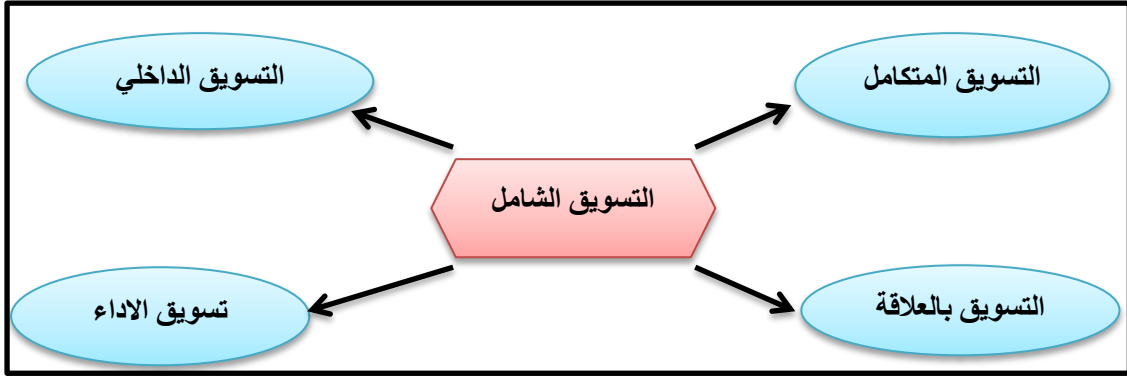 التسويق المتكامل
التسويق الداخلي
التسويق الشامل
التسويق بالعلاقة
تسويق الاداء